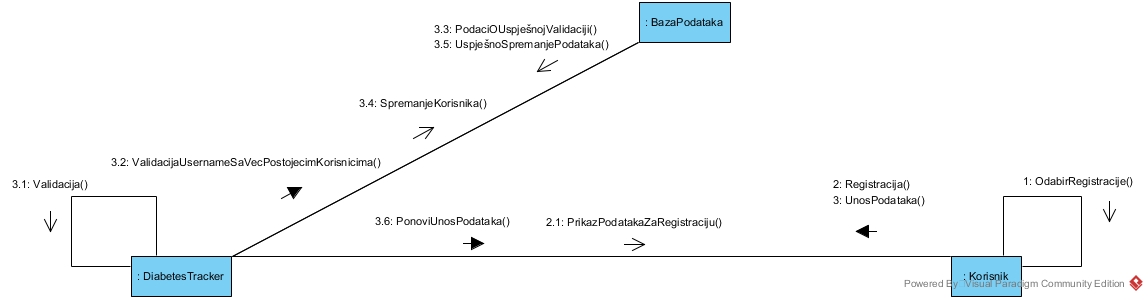 : BazaPodataka
3.3: PodaciOUspješnojValidaciji()
3.5: UspješnoSpremanjePodataka()
3.4: SpremanjeKorisnika()
3.2: ValidacijaUsernameSaVecPostojecimKorisnicima()
3.1: Validacija()
2: Registracija()
3: UnosPodataka()
1: OdabirRegistracije()
3.6: PonoviUnosPodataka()
2.1: PrikazPodatakaZaRegistraciju()
: DiabetesTracker
: Korisnik
Powered By: Visual Paradigm Community Edition